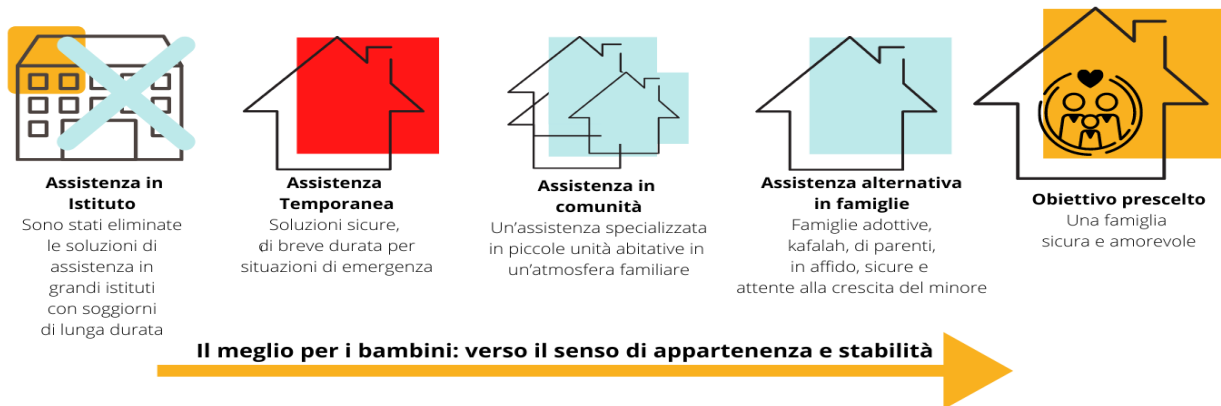 Assistenza in
Istituto
Sono stati eliminate
le soluzioni di
assistenza in
grandi istituti
con soggiorni
di lunga durata
Assistenza
Temporanea
Soluzioni sicure,
di breve durata per
situazioni di emergenza
Assistenza in
comunità
Un'assistenza specializzata
in piccole unità abitative in
un'atmosfera familiare
Assistenza alternativa
in famiglie
Famiglie adottive,
kafalah, di parenti,
in affido, sicure e
attente alla crescita del minore
Obiettivo prescelto
Una famiglia
sicura e amorevole
Il meglio per i bambini: verso il senso di appartenenza e stabilità